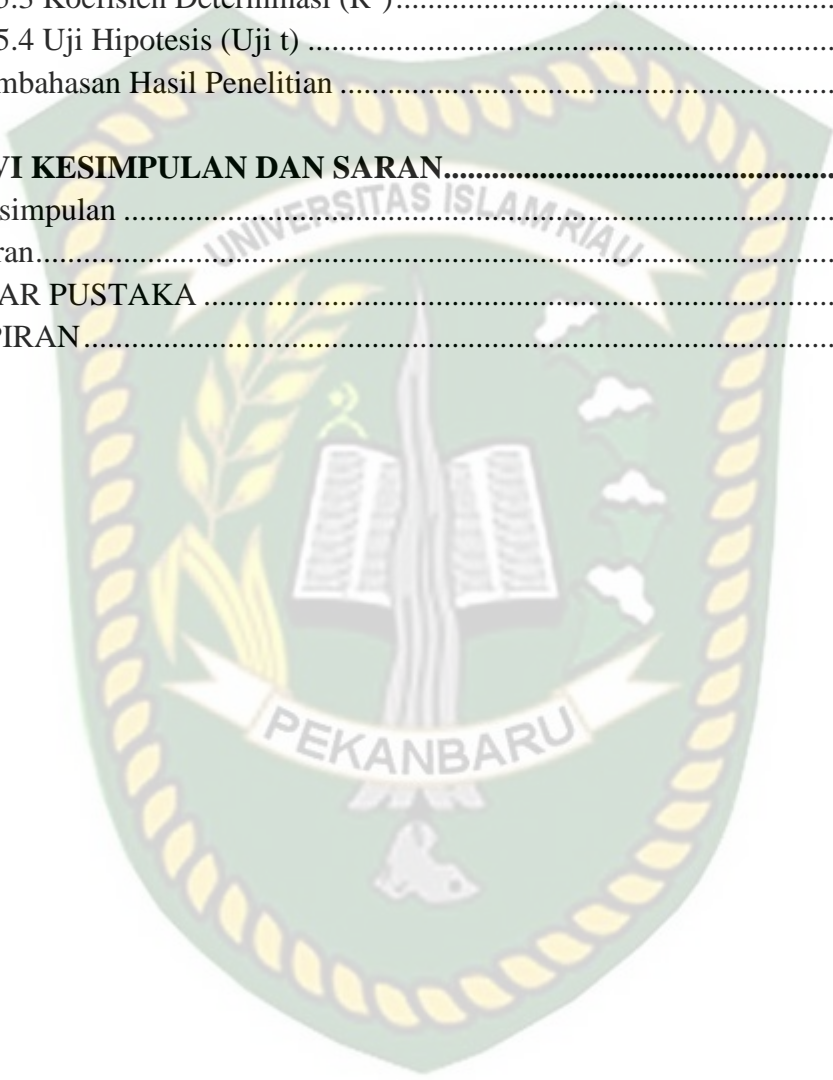 5.4 Uji Hipotesis (Uji t)
mbahasan Hasil Penelitian
VI KESIMPULAN DAN SARAN
simpulan
ran
AR PUSTAKA
PIRAN
UNIVERSITAS ISLAM RIAU
PEKANBARU